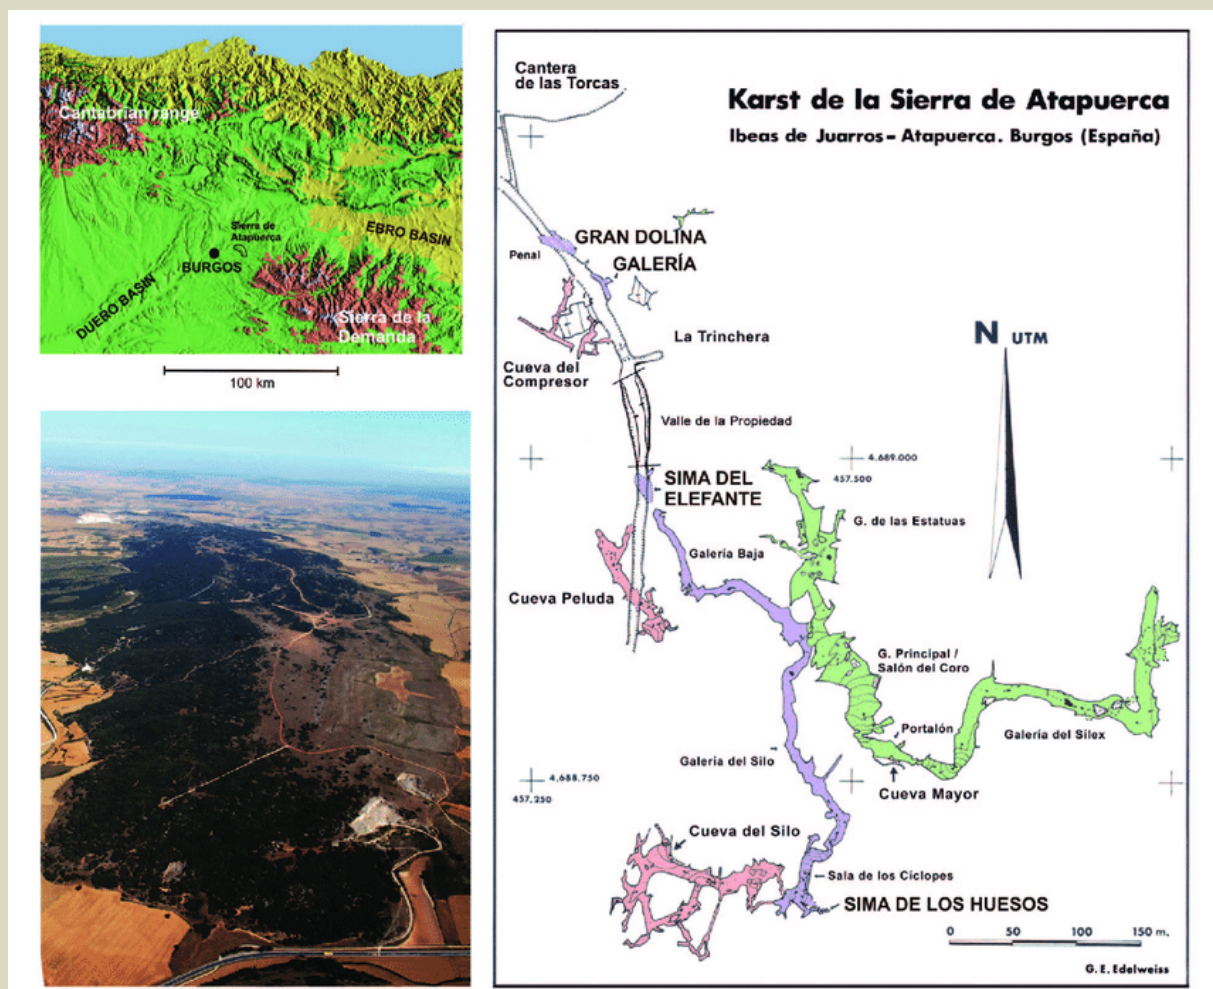 Cantabrian range
Sierra de
Atapuerca
EBRO BASIN
BURGOS
DUERO BASIN
Sierra de la
Demanda
100 km
Cantera
de las Torcas
Karst de la Sierra de Atapuerca
Ibeas de Juarros – Atapuerca. Burgos (España)
GRAN DOLINA
Penal
GALERÍA
La Trinchera
Cueva del
Compresor
Valle de la Propiedad
N UTM
4,689.000
457.500
SIMA DEL
ELEFANTE
G. de las Estatuas
Galería Baja
Cueva Peluda
G. Principal /
Salón del Coro
Portalón
Galería del Sílex
Galería del Silo
4,688.750
457.250
Cueva Mayor
Cueva del Silo
Sala de los Cíclopes
SIMA DE LOS HUESOS
0 50 100 150 m.
G. E. Edelweiss